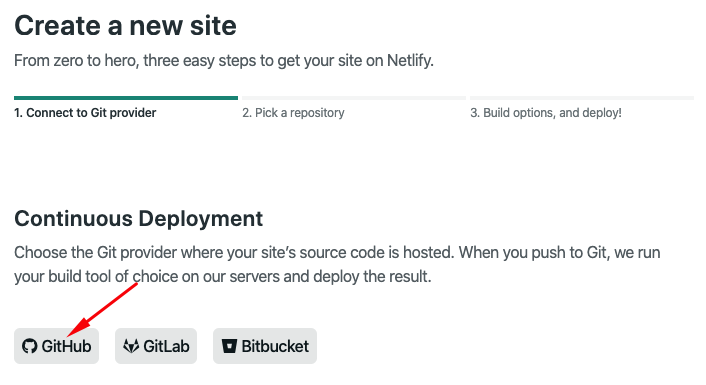 Create a new site
From zero to hero, three easy steps to get your site on Netlify.
1. Connect to Git provider
2. Pick a repository
3. Build options, and deploy!
Continuous Deployment
Choose the Git provider where your site’s source code is hosted. When you push to Git, we run
your build tool of choice on our servers and deploy the result.
GitHub
GitLab
Bitbucket